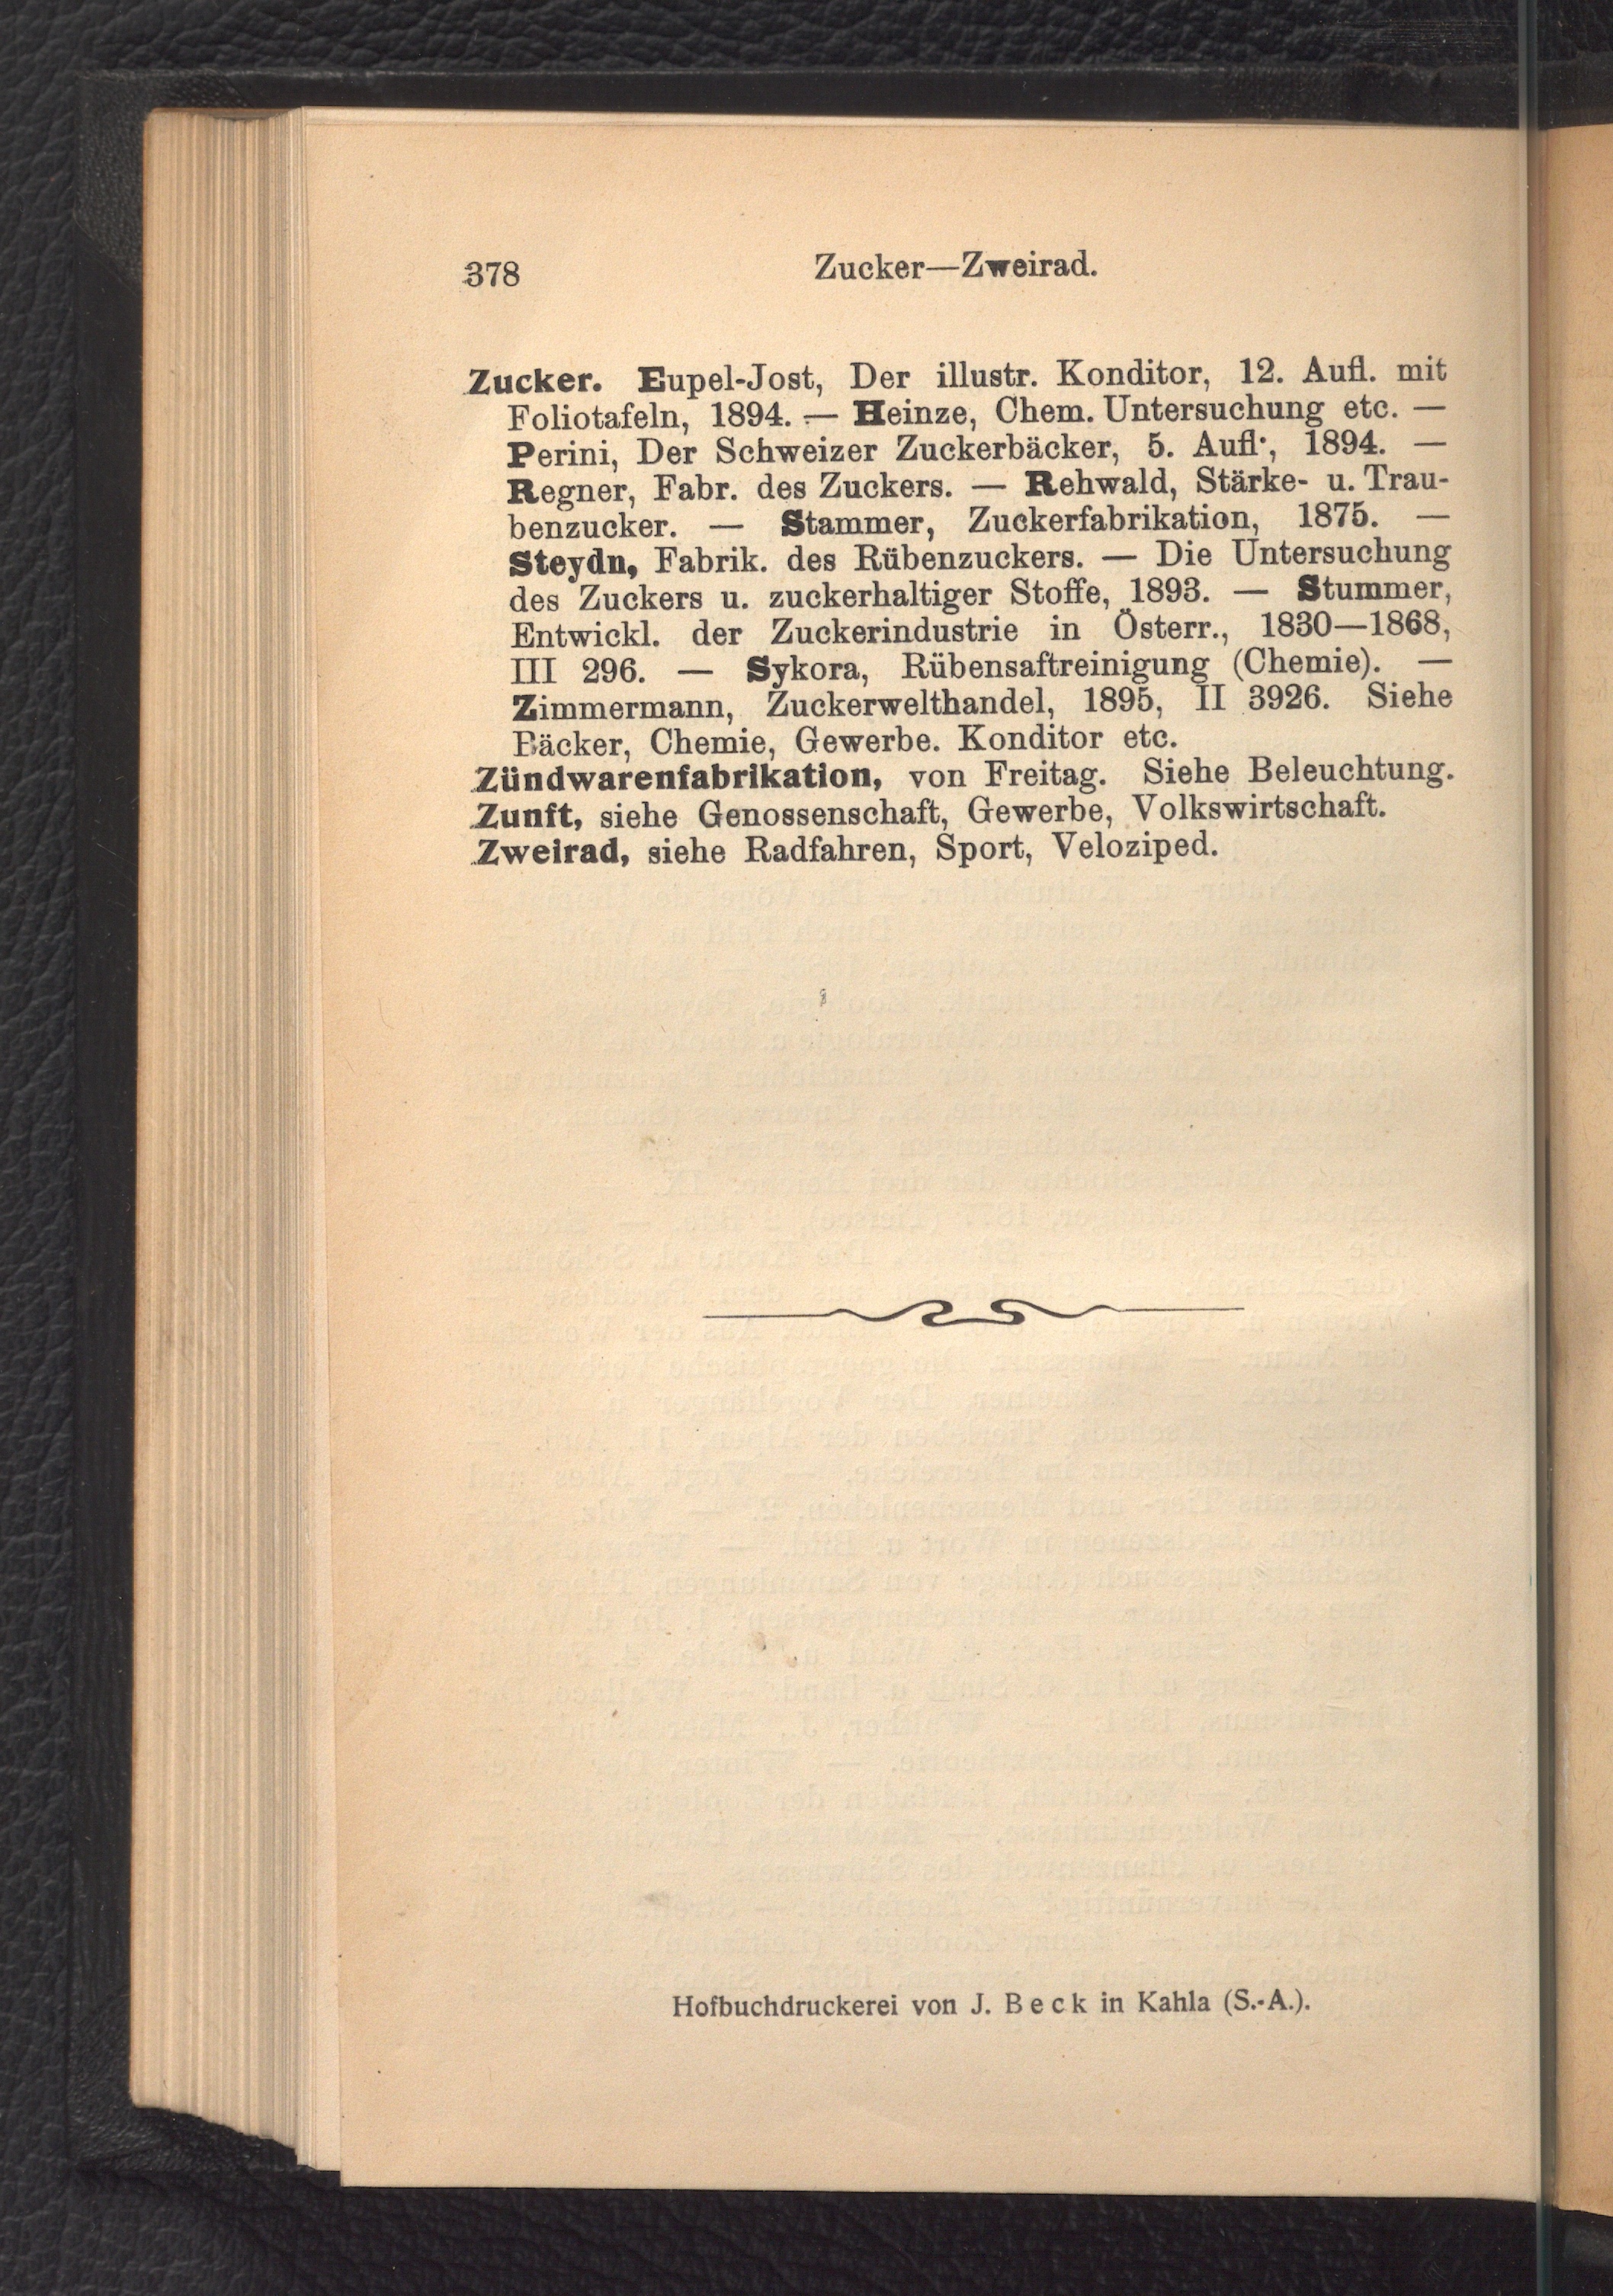 378
Zucker—Zweirad.
Zucker. Eupel-Jost, Der illustr. Konditor, 12. Aufl. mit
Foliotafeln, 1894. — Heinze, Chem. Untersuchung etc. —
Perini, Der Schweizer Zuckerbäcker, 5. Aufl·, 1894. —
Regner, Fabr. des Zuckers. — Rehwald, Stärke- u. Trau-
benzucker. — Stammer, Zuckerfabrikation, 1875. —
Steydn, Fabrik. des Rübenzuckers. — Die Untersuchung
des Zuckers u. zuckerhaltiger Stoffe, 1893. — Stummer,
Entwickl. der Zuckerindustrie in Österr., 1830—1868,
III 296. — Sykora, Rübensaftreinigung (Chemie). —
Zimmermann, Zuckerwelthandel, 1895, II 3926. Siehe
Bäcker, Chemie, Gewerbe. Konditor etc.
Zündwarenfabrikation, von Freitag. Siehe Beleuchtung.
Zunft, siehe Genossenschaft, Gewerbe, Volkswirtschaft.
Zweirad, siehe Radfahren, Sport, Veloziped.
Hofbuchdruckerei von J. Beck in Kahla (S.-A.).